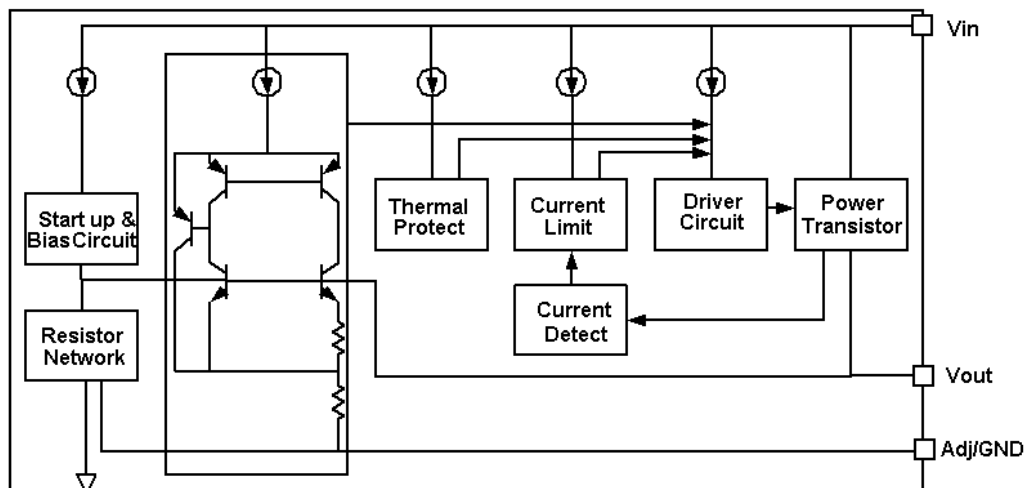 Vin
Start up &
Bias Circuit
Thermal
Protect
Current
Limit
Driver
Circuit
Power
Transistor
Current
Detect
Resistor
Network
Vout
Adj/GND